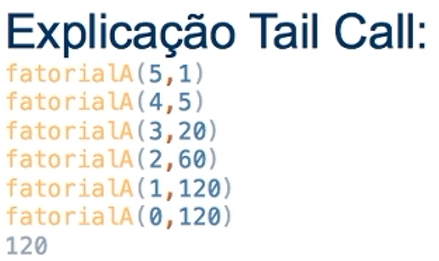 Explicação Tail Call:
fatorialA(5,1)
fatorialA(4,5)
fatorialA(3,20)
fatorialA(2,60)
fatorialA(1,120)
fatorialA(0,120)
120